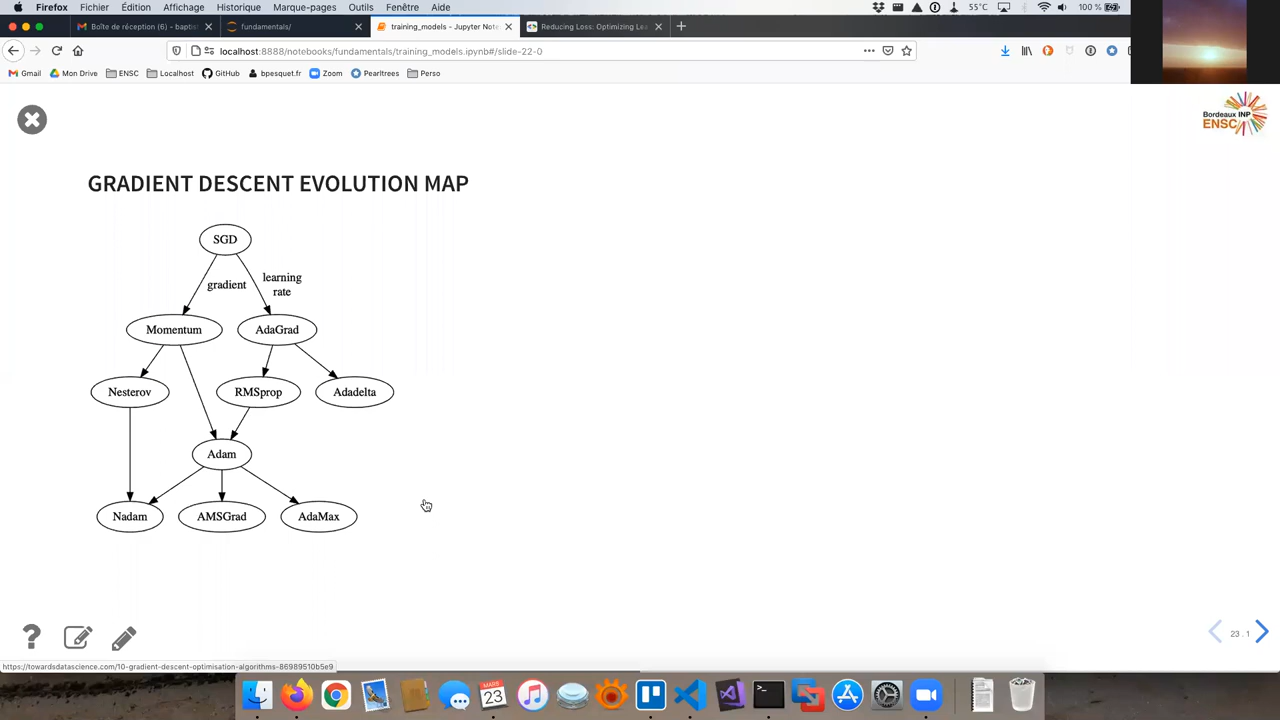 Firefox Fichier Édition Affichage Historique Marque-pages Outils Fenêtre Aide 55°C 100 %
Boîte de réception (6) - baptis
fundamentals/
training_models - Jupyter Note
Reducing Loss: Optimizing Le
localhost:8888/notebooks/fundamentals/training_models.ipynb#/slide-22-0
Gmail Mon Drive ENSC Localhost GitHub bpesquet.fr Zoom Pearltrees Perso
Bordeaux INP
ENSC
GRADIENT DESCENT EVOLUTION MAP
SGD
gradient
learning
rate
Momentum
AdaGrad
Nesterov
RMSprop
Adadelta
Adam
Nadam
AMSGrad
AdaMax
?
23.1
https://towardsdatascience.com/10-gradient-descent-optimisation-algorithms-86989510b5e9
MARS
23